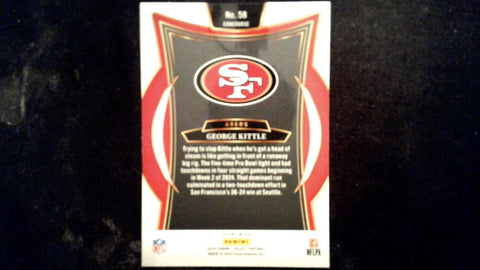 No. 58
CONCOURSE
SF
49ERS
GEORGE KITTLE
Trying to stop Kittle when he's got a head of
steam is like getting in front of a runaway
big rig. The five-time Pro Bowl tight end had
touchdowns in four straight games beginning
in Week 2 of 2024. That dominant run
culminated in a two-touchdown effort in
San Francisco's 36-24 win at Seattle.
PANINI
NFL
NFLPA